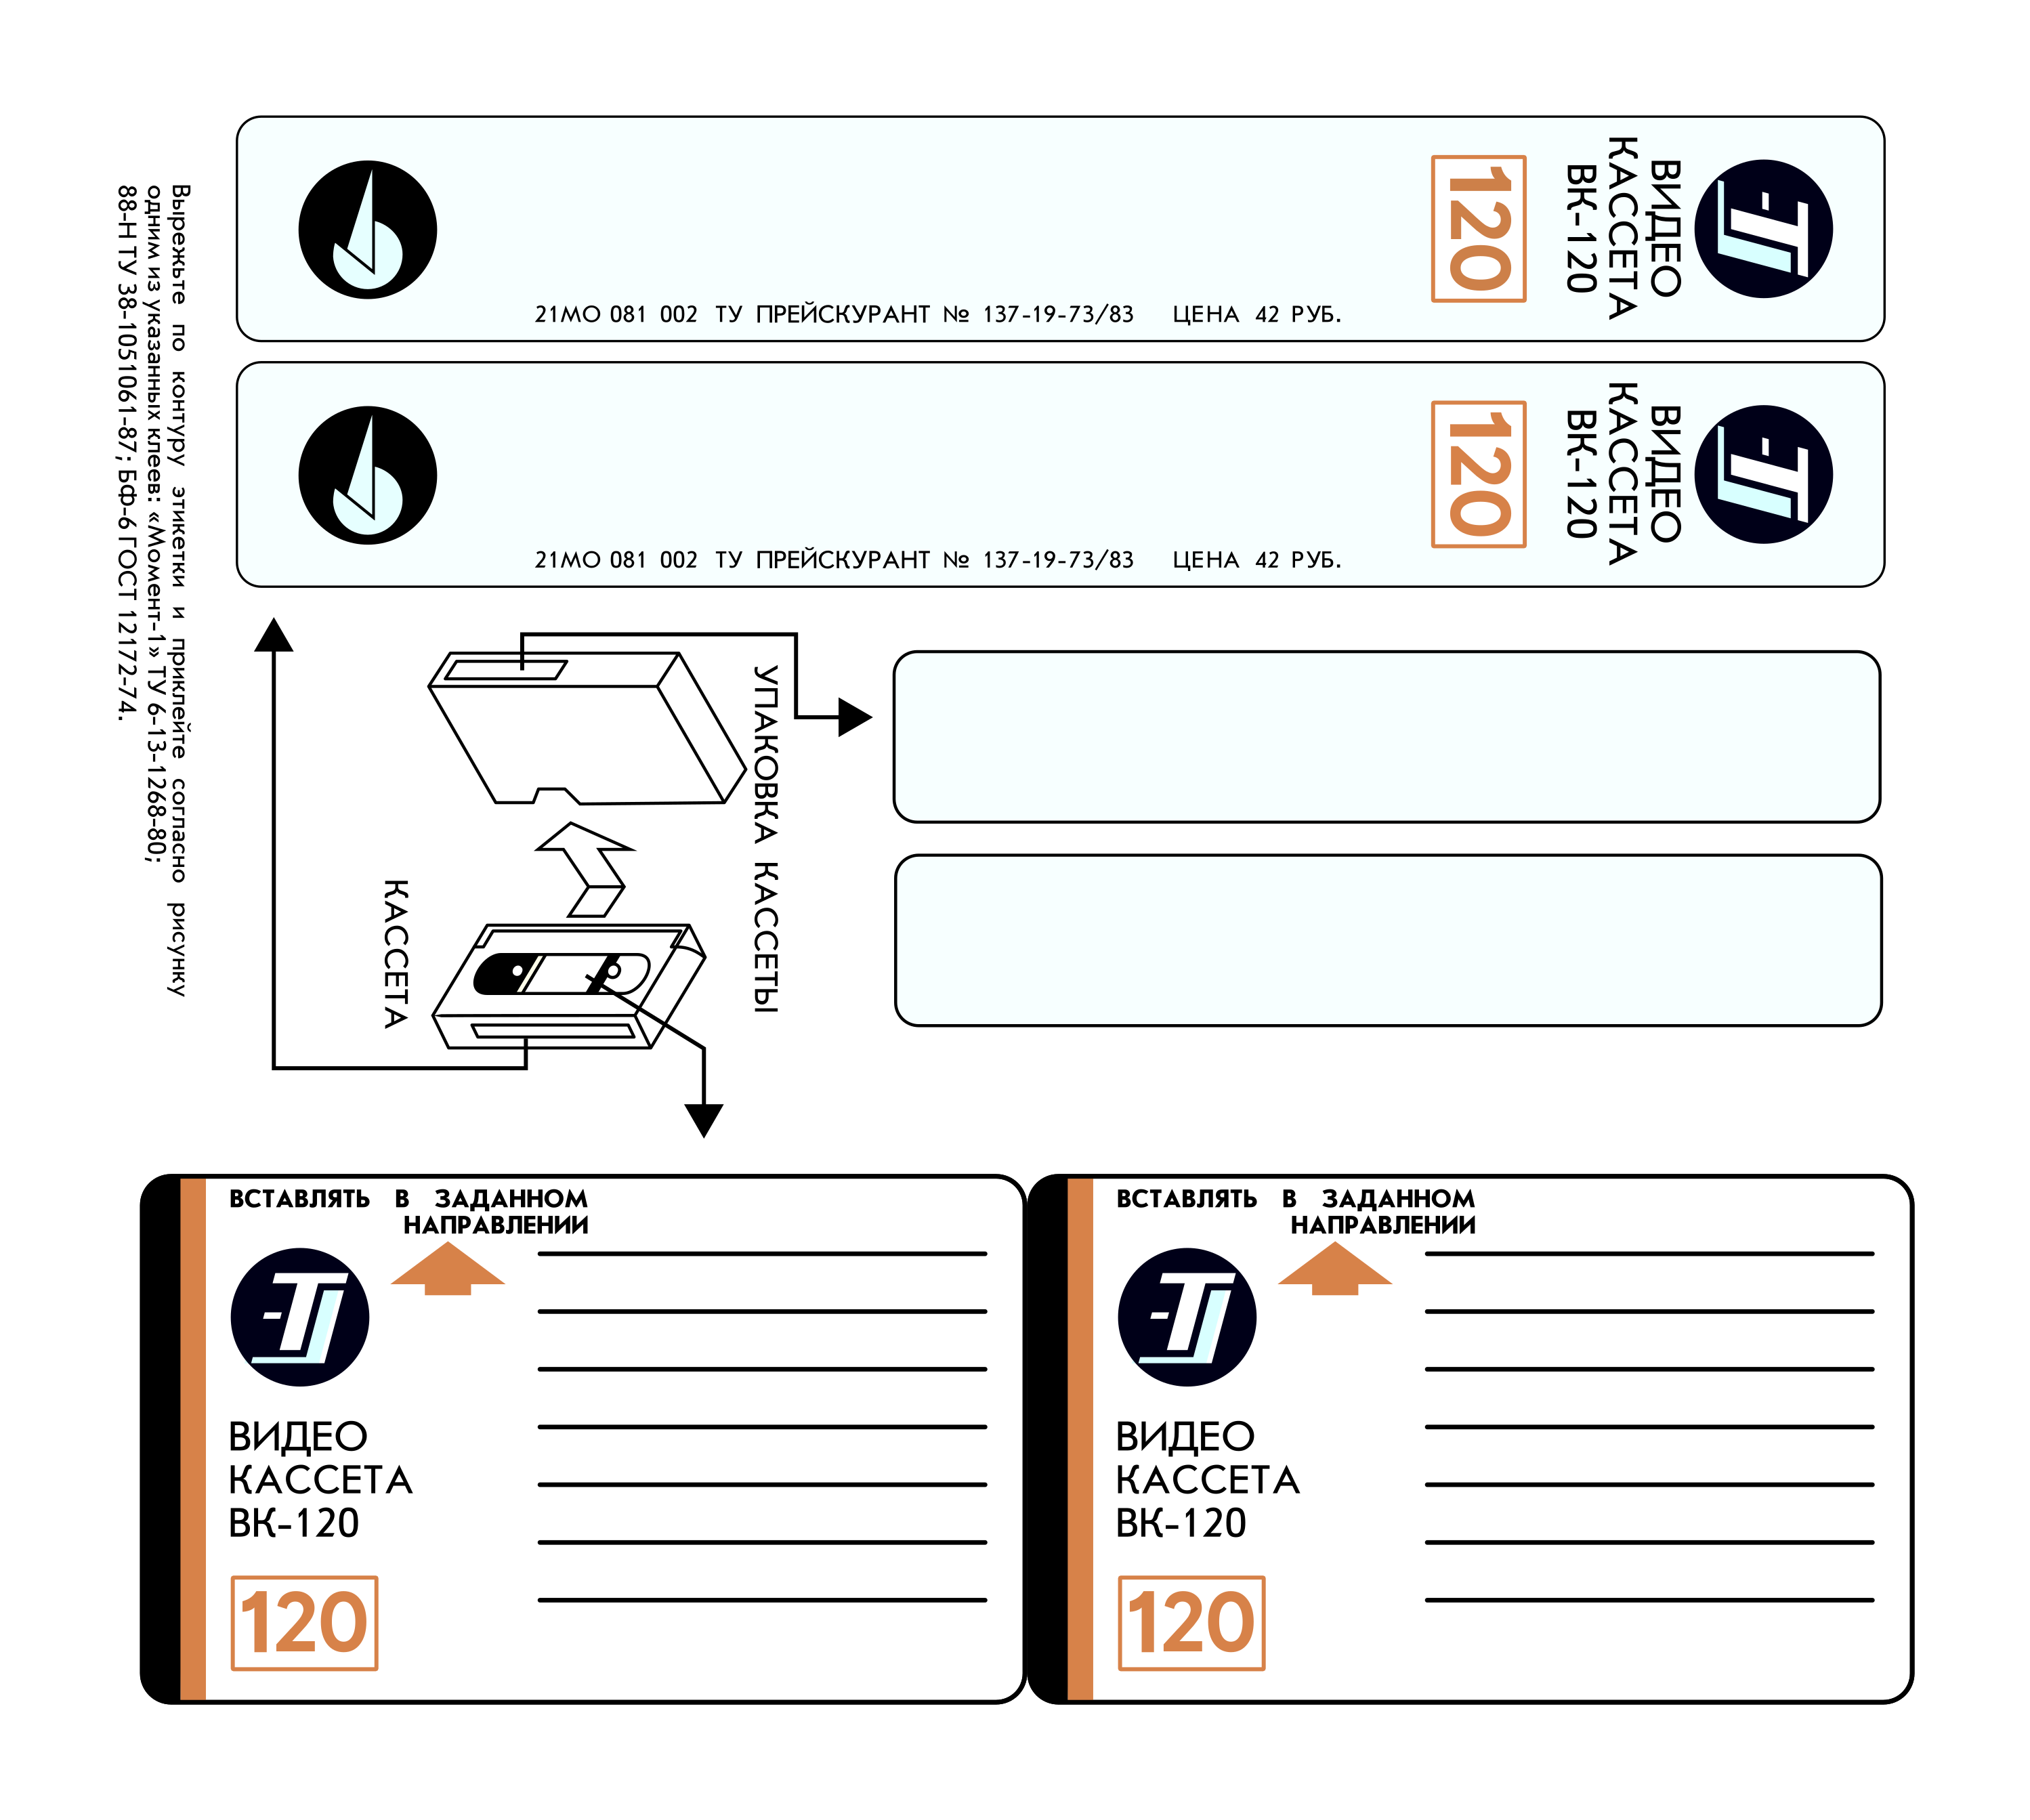 Вырежьте по контуру этикетки и приклейте согласно рисунку
одним из указанных клеев: «Момент-1» ТУ 6-13-1268-80;
88-Н ТУ 38-1051061-87; БФ-6 ГОСТ 12172-74.
21МО 081 002 ТУ ПРЕЙСКУРАНТ № 137-19-73/83 ЦЕНА 42 РУБ.
120
ВИДЕО
КАССЕТА
ВК-120
Т
21МО 081 002 ТУ ПРЕЙСКУРАНТ № 137-19-73/83 ЦЕНА 42 РУБ.
120
ВИДЕО
КАССЕТА
ВК-120
Т
УПАКОВКА КАССЕТЫ
КАССЕТА
ВСТАВЛЯТЬ В ЗАДАННОМ
НАПРАВЛЕНИИ
Т
ВИДЕО
КАССЕТА
ВК-120
120
ВСТАВЛЯТЬ В ЗАДАННОМ
НАПРАВЛЕНИИ
Т
ВИДЕО
КАССЕТА
ВК-120
120